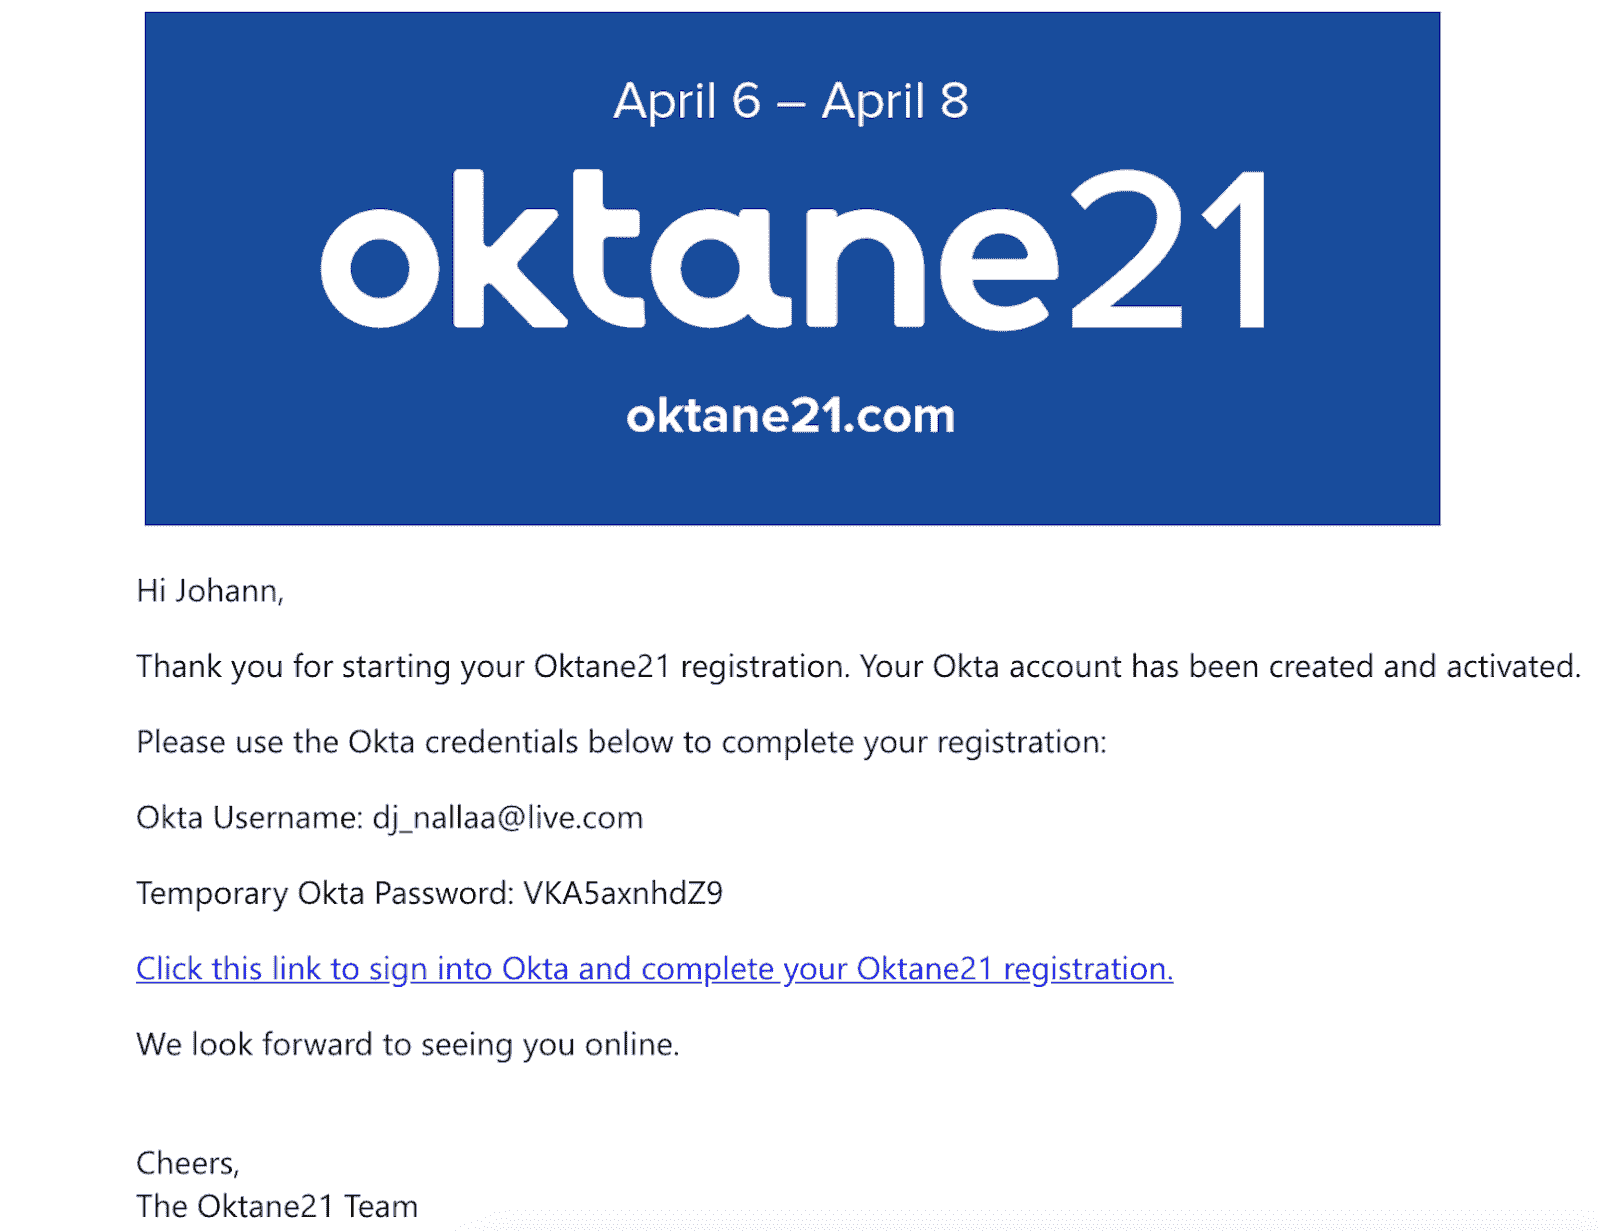 April 6 – April 8
oktane21
oktane21.com
Hi Johann,
Thank you for starting your Oktane21 registration. Your Okta account has been created and activated.
Please use the Okta credentials below to complete your registration:
Okta Username: dj_nallaa@live.com
Temporary Okta Password: VKA5axnhdZ9
Click this link to sign into Okta and complete your Oktane21 registration.
We look forward to seeing you online.
Cheers,
The Oktane21 Team